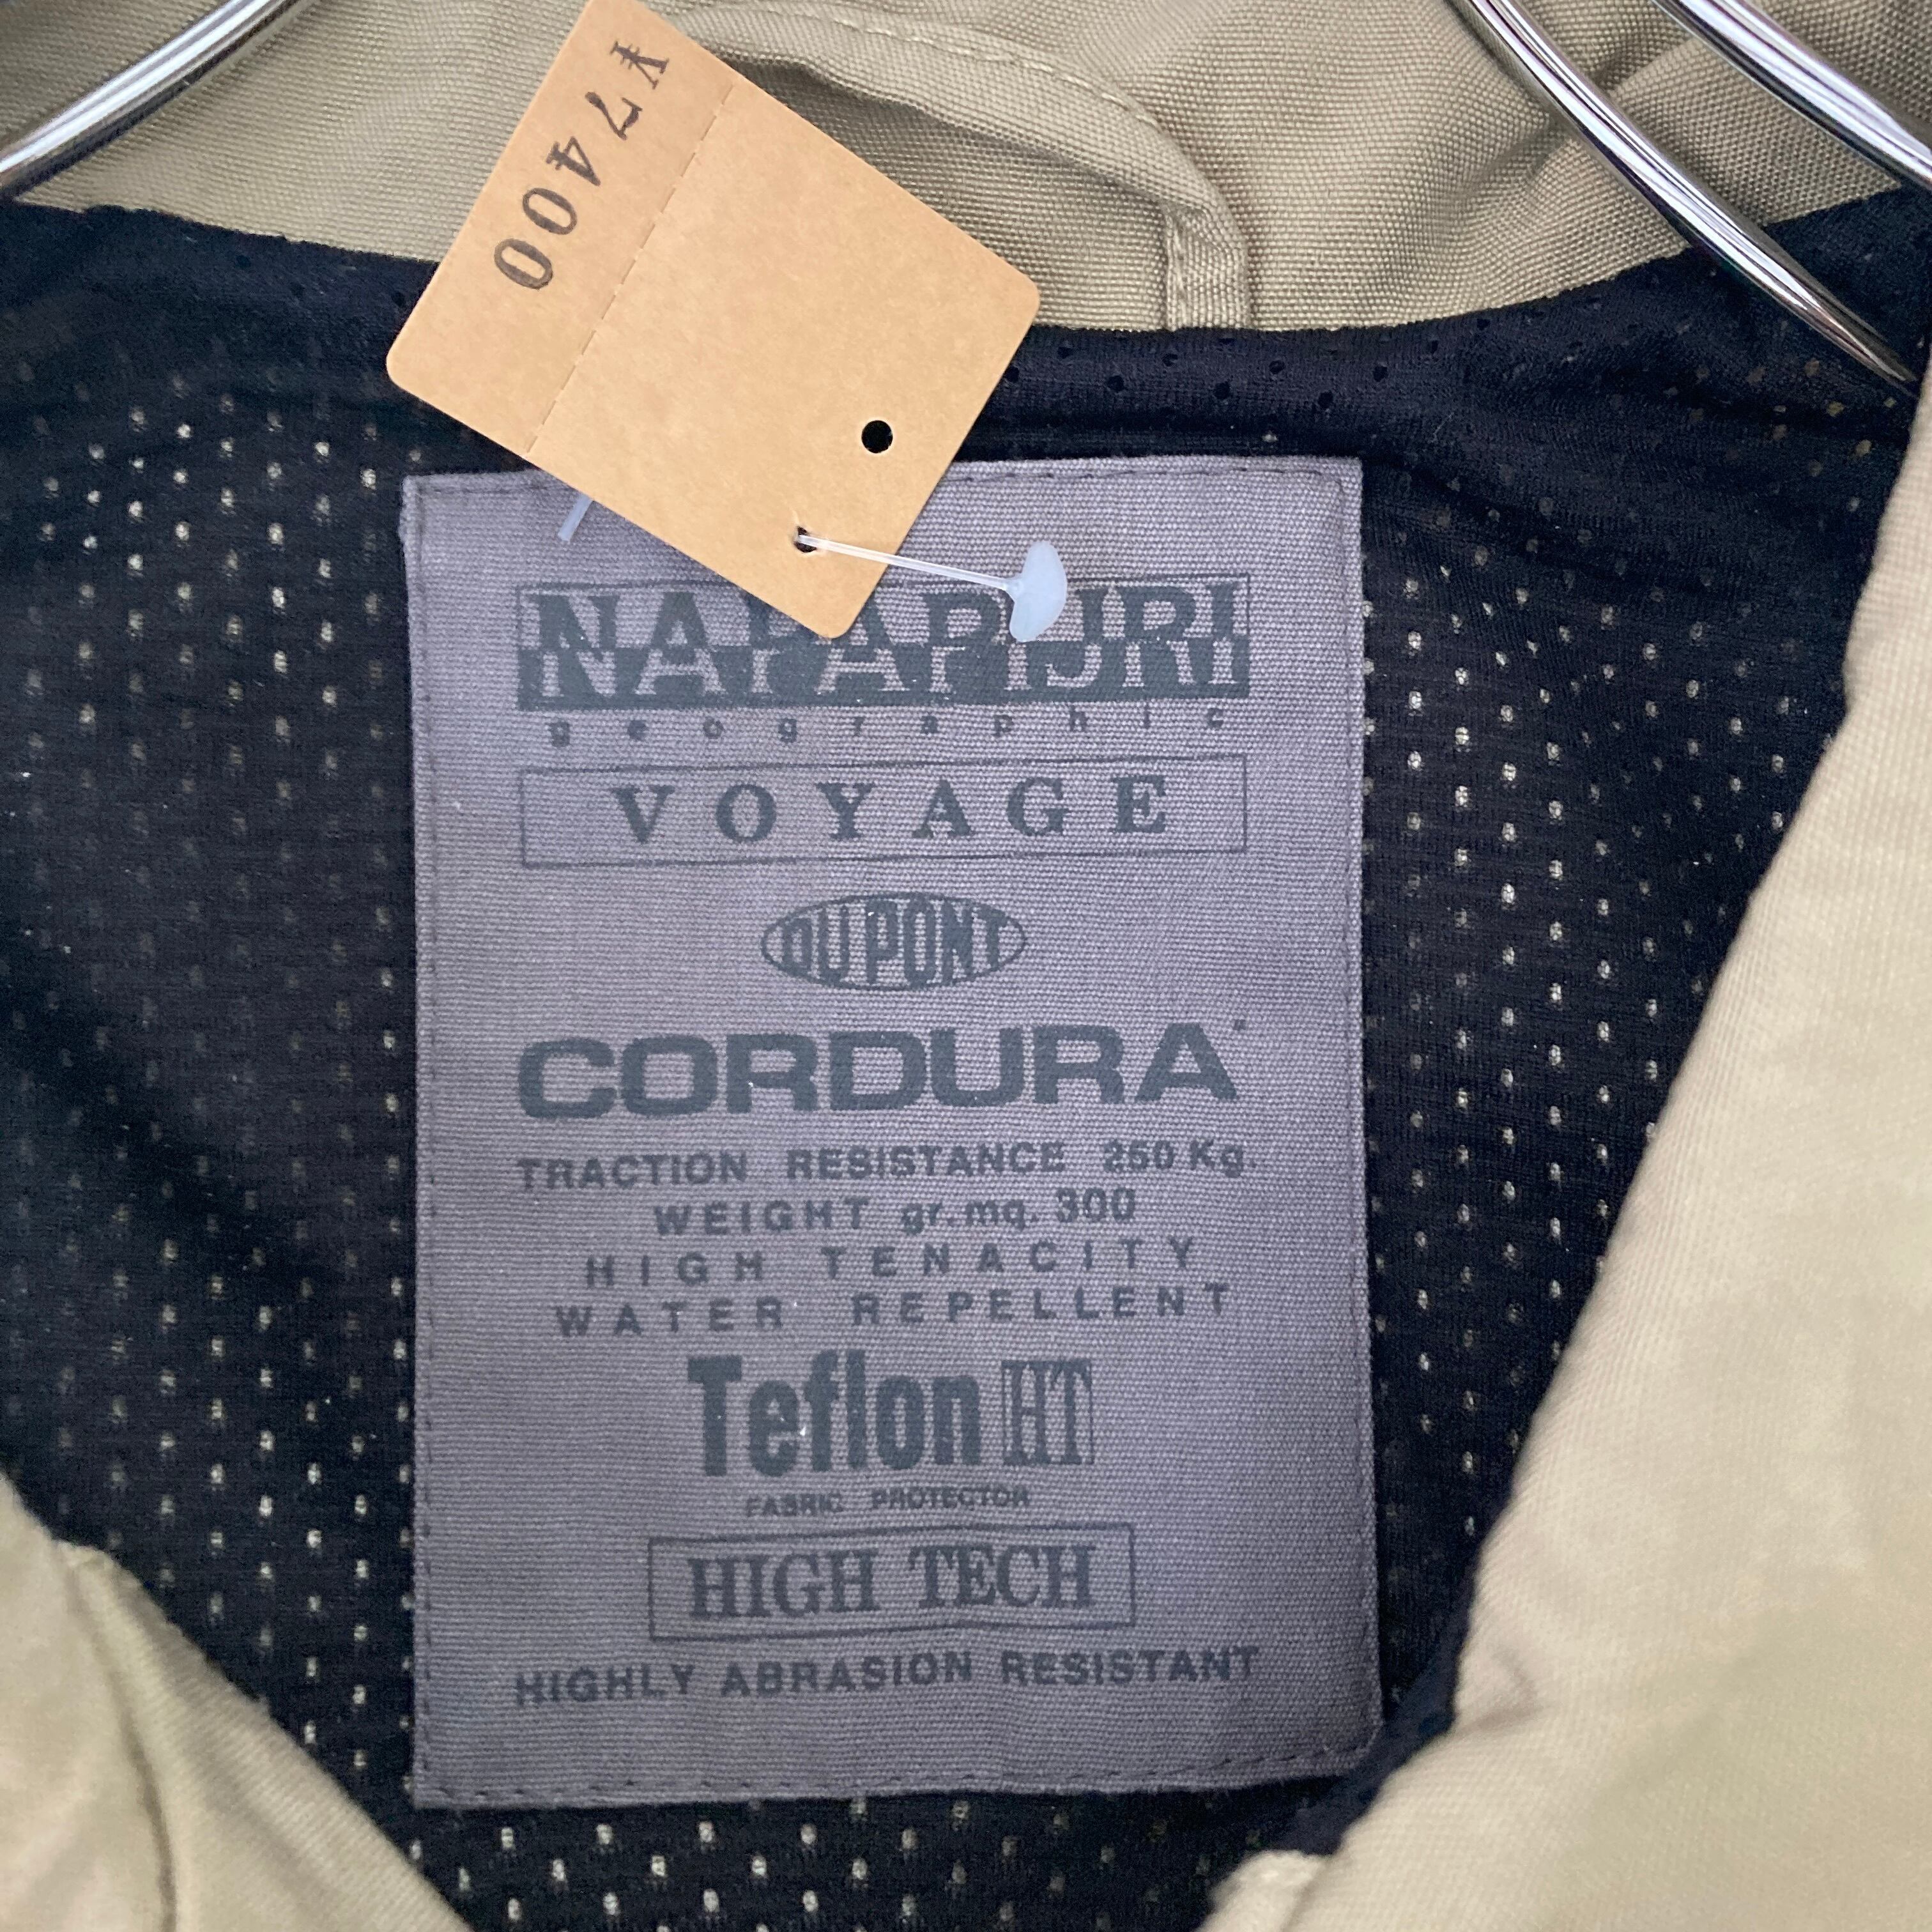 ¥7400
NAPAPIJRI
geographic
VOYAGE
DUPONT
CORDURA
TRACTION RESISTANCE 250 Kg.
WEIGHT gr.mq. 300
HIGH TENACITY
WATER REPELLENT
Teflon HT
FABRIC PROTECTOR
HIGH TECH
HIGHLY ABRASION RESISTANT